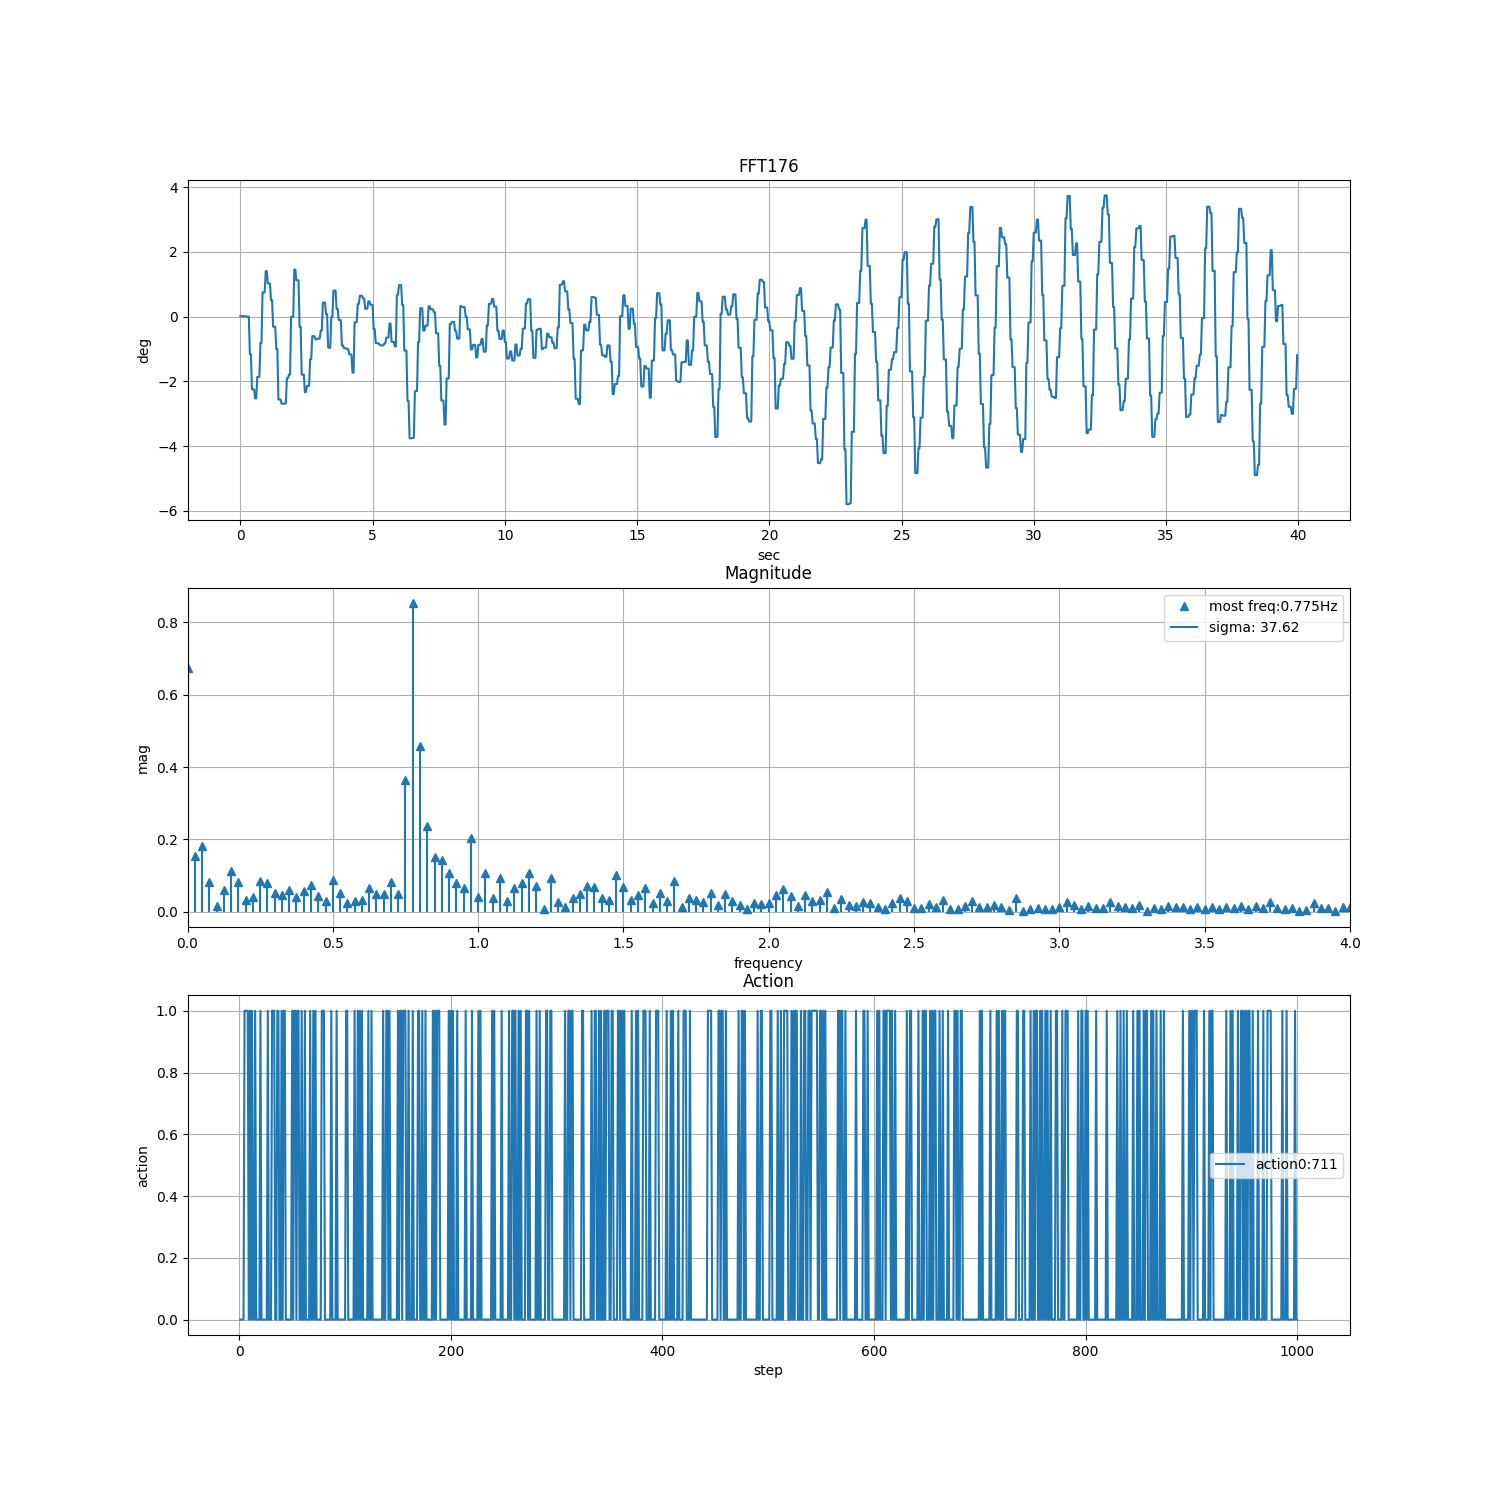 FFT176
4
2
0
−2
−4
−6
deg
0 5 10 15 20 25 30 35 40
sec
Magnitude
0.8
0.6
0.4
0.2
0.0
mag
most freq:0.775Hz
sigma: 37.62
0.0 0.5 1.0 1.5 2.0 2.5 3.0 3.5 4.0
frequency
Action
1.0
0.8
0.6
0.4
0.2
0.0
action
action0:711
0 200 400 600 800 1000
step